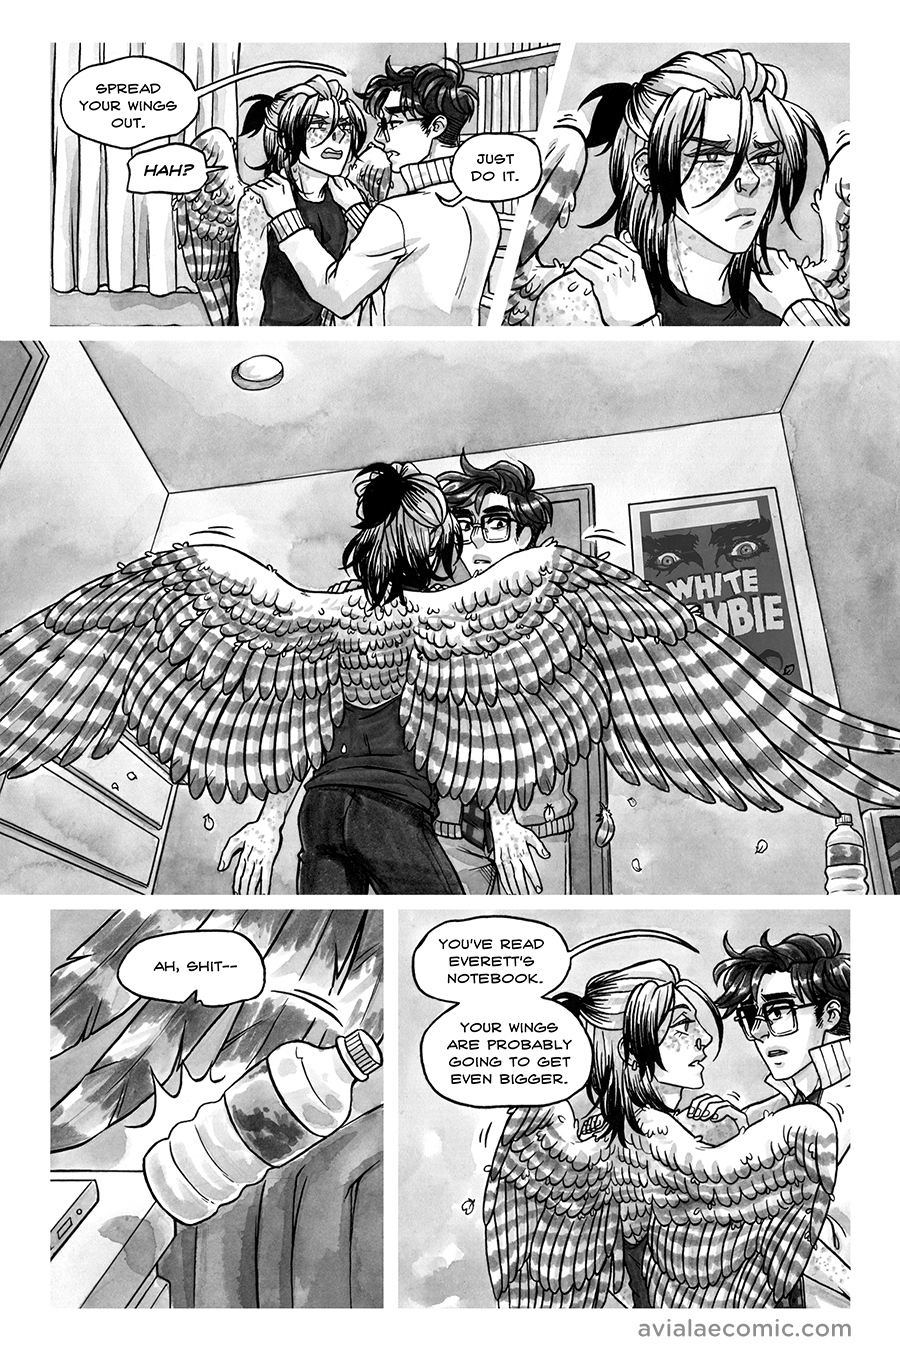 SPREAD
YOUR WINGS
OUT.
HAH?
JUST
DO IT.
WHITE
MBIE
AH, SHIT--
YOU'VE READ
EVERETT'S
NOTEBOOK.
YOUR WINGS
ARE PROBABLY
GOING TO GET
EVEN BIGGER.
avialaecomic.com